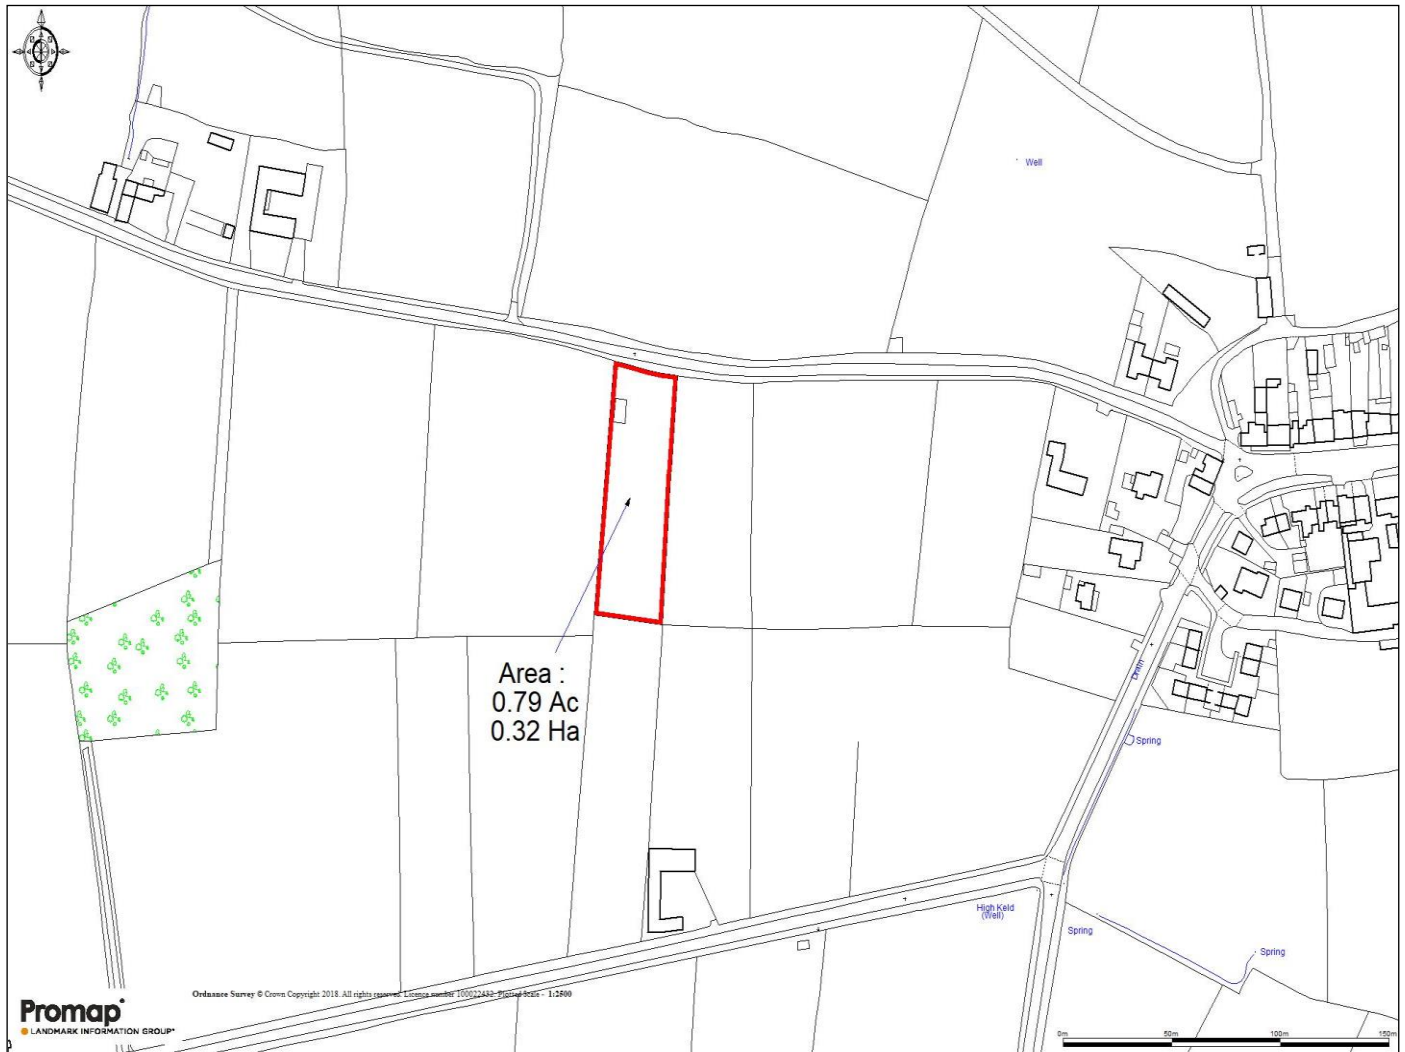 Well
Area :
0.79 Ac
0.32 Ha
Drain
Spring
High Keld
(Well)
Spring
Spring
Promap
LANDMARK INFORMATION GROUP
Ordnance Survey © Crown Copyright 2018. All rights reserved. Licence number 100022432. Plotted Scale - 1:2500
0m 50m 100m 150m